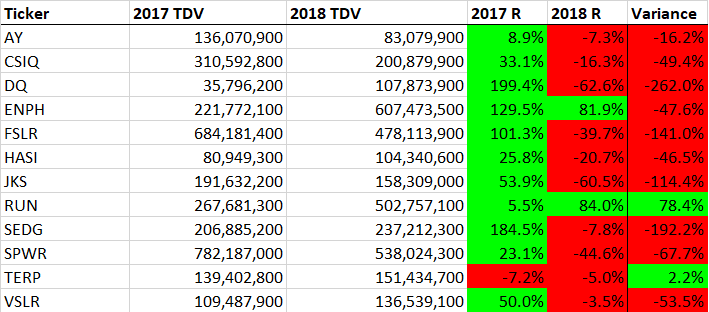 Ticker 2017 TDV 2018 TDV 2017 R 2018 R Variance
AY 136,070,900 83,079,900 8.9% -7.3% -16.2%
CSIQ 310,592,800 200,879,900 33.1% -16.3% -49.4%
DQ 35,796,200 107,873,900 199.4% -62.6% -262.0%
ENPH 221,772,100 607,473,500 129.5% 81.9% -47.6%
FSLR 684,181,400 478,113,900 101.3% -39.7% -141.0%
HASI 80,949,300 104,340,600 25.8% -20.7% -46.5%
JKS 191,632,200 158,309,000 53.9% -60.5% -114.4%
RUN 267,681,300 502,757,100 5.5% 84.0% 78.4%
SEDG 206,885,200 237,212,300 184.5% -7.8% -192.2%
SPWR 782,187,000 538,024,300 23.1% -44.6% -67.7%
TERP 139,402,800 151,434,700 -7.2% -5.0% 2.2%
VSLR 109,487,900 136,539,100 50.0% -3.5% -53.5%